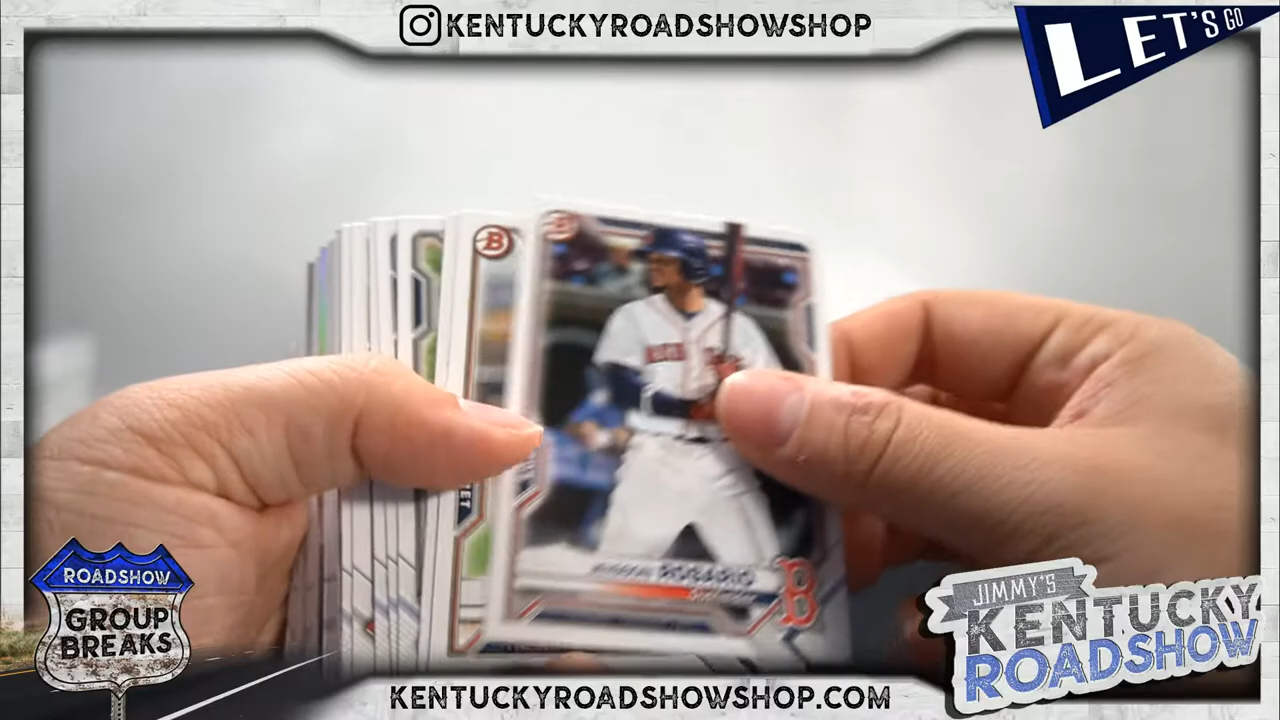 KENTUCKYROADSHOWSHOP
LET'S GO
B
B
ROSARIO
B
ROADSHOW
GROUP
BREAKS
JIMMY'S
KENTUCKY
ROADSHOW
KENTUCKYROADSHOWSHOP.COM